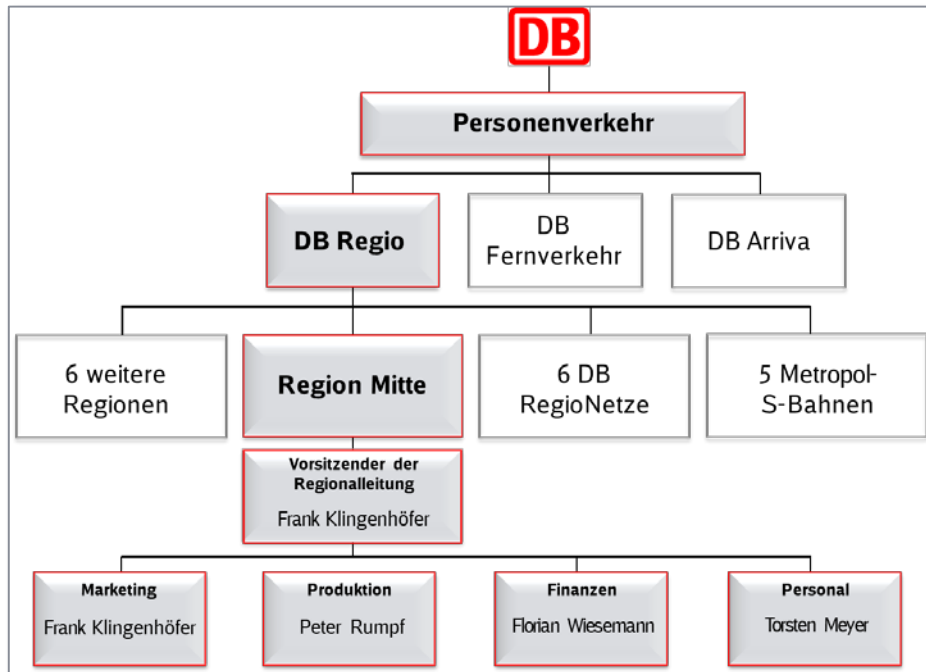 DB
Personenverkehr
DB Regio
DB
Fernverkehr
DB Arriva
6 weitere
Regionen
Region Mitte
6 DB
RegioNetze
5 Metropol-
S-Bahnen
Vorsitzender der
Regionalleitung
Frank Klingenhöfer
Marketing
Frank Klingenhöfer
Produktion
Peter Rumpf
Finanzen
Florian Wiesemann
Personal
Torsten Meyer